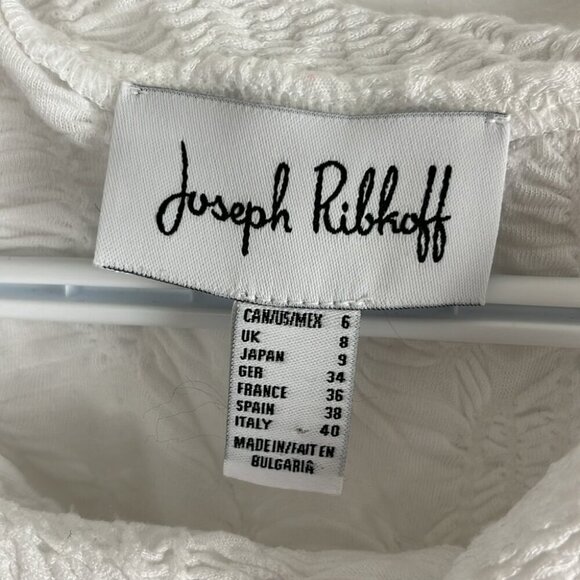 Joseph Ribkoff
CAN/US/MEX 6
UK 8
JAPAN 9
GER 34
FRANCE 36
SPAIN 38
ITALY 40
MADE IN/FAIT EN
BULGARIA